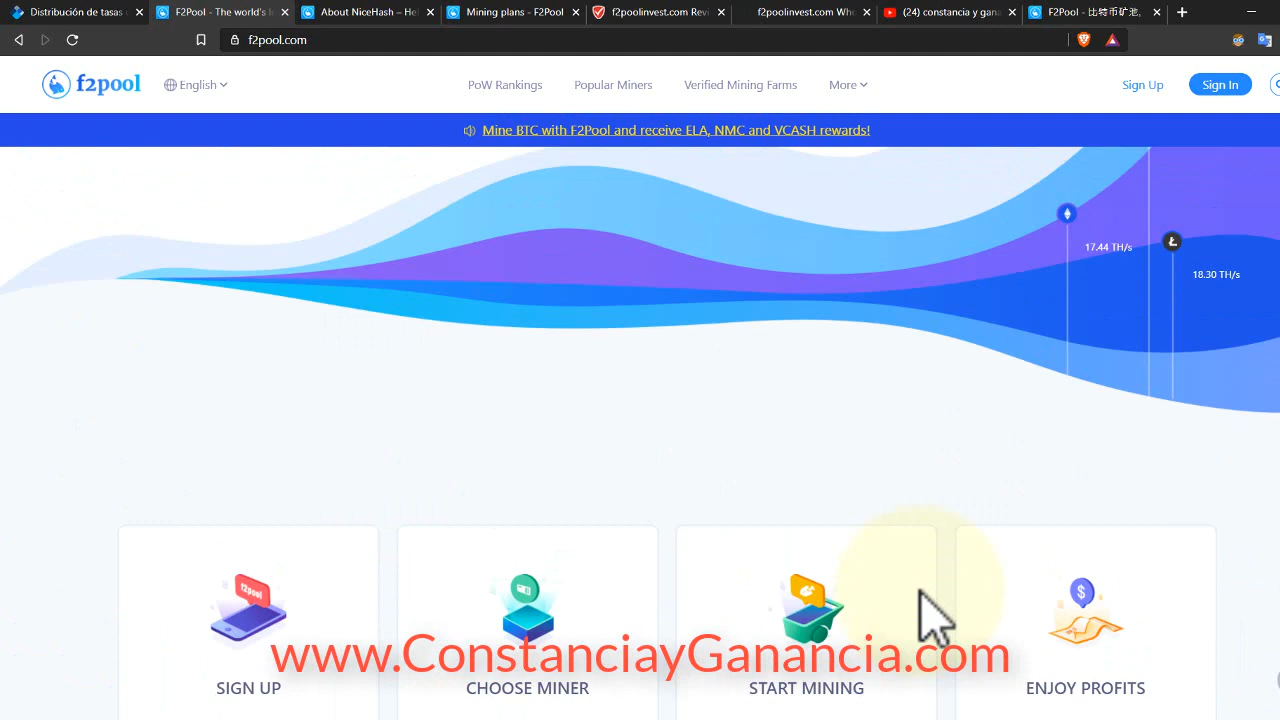 Distribución de tasas
F2Pool - The world's l
About NiceHash – Hel
Mining plans - F2Pool
f2poolinvest.com Revi
f2poolinvest.com Whe
(24) constancia y gana
F2Pool - 比特币矿池,
f2pool.com
f2pool
English
PoW Rankings
Popular Miners
Verified Mining Farms
More
Sign Up
Sign In
Mine BTC with F2Pool and receive ELA, NMC and VCASH rewards!
17.44 TH/s
18.30 TH/s
f2pool
www.ConstanciayGanancia.com
SIGN UP
CHOOSE MINER
START MINING
ENJOY PROFITS